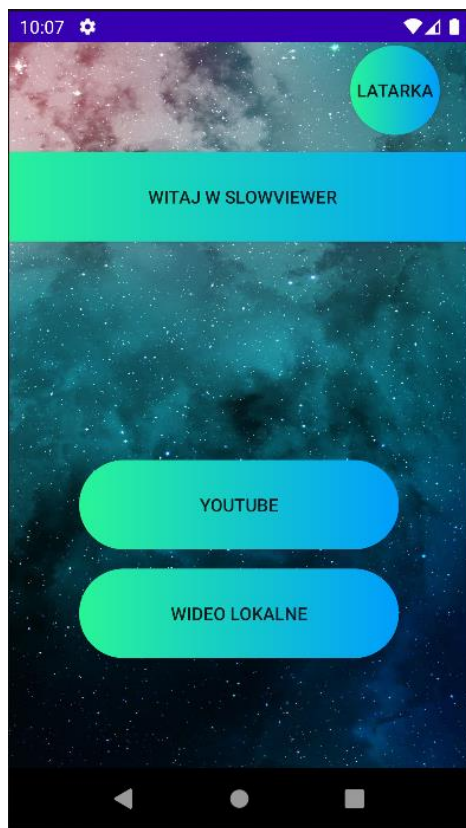 10:07
LATARKA
WITAJ W SLOWVIEWER
YOUTUBE
WIDEO LOKALNE